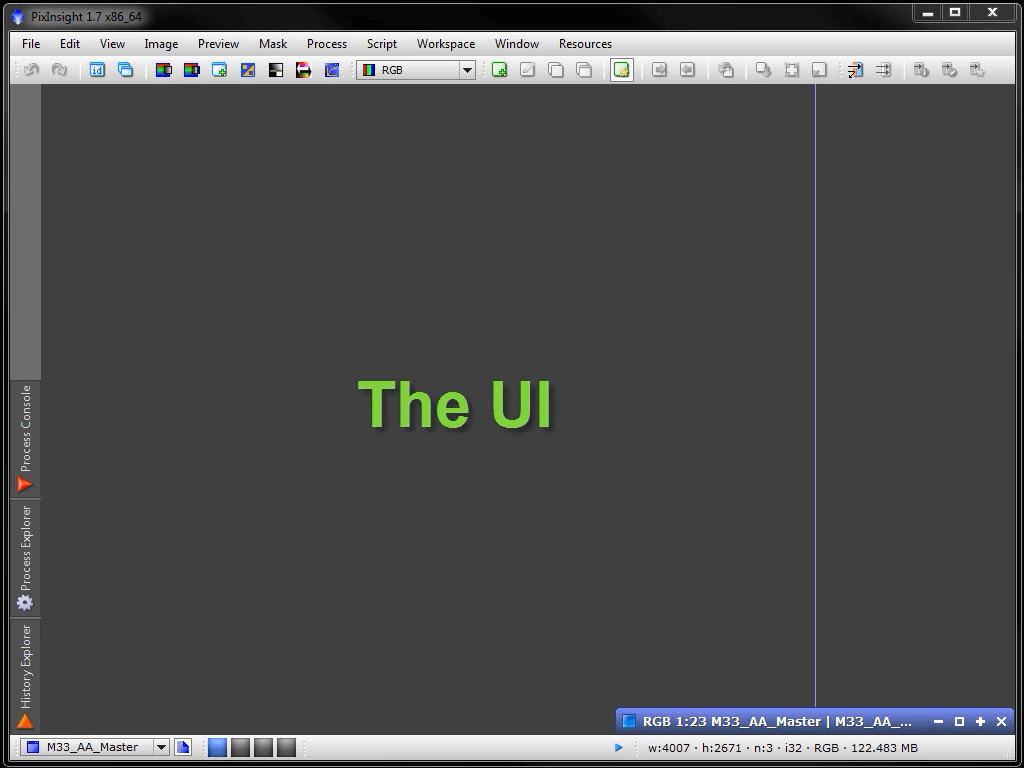 PixInsight 1.7 x86_64
File Edit View Image Preview Mask Process Script Workspace Window Resources
id RGB
The UI
Process Console
Process Explorer
History Explorer
RGB 1:23 M33_AA_Master | M33_AA_...
M33_AA_Master
w:4007 · h:2671 · n:3 · i32 · RGB · 122.483 MB